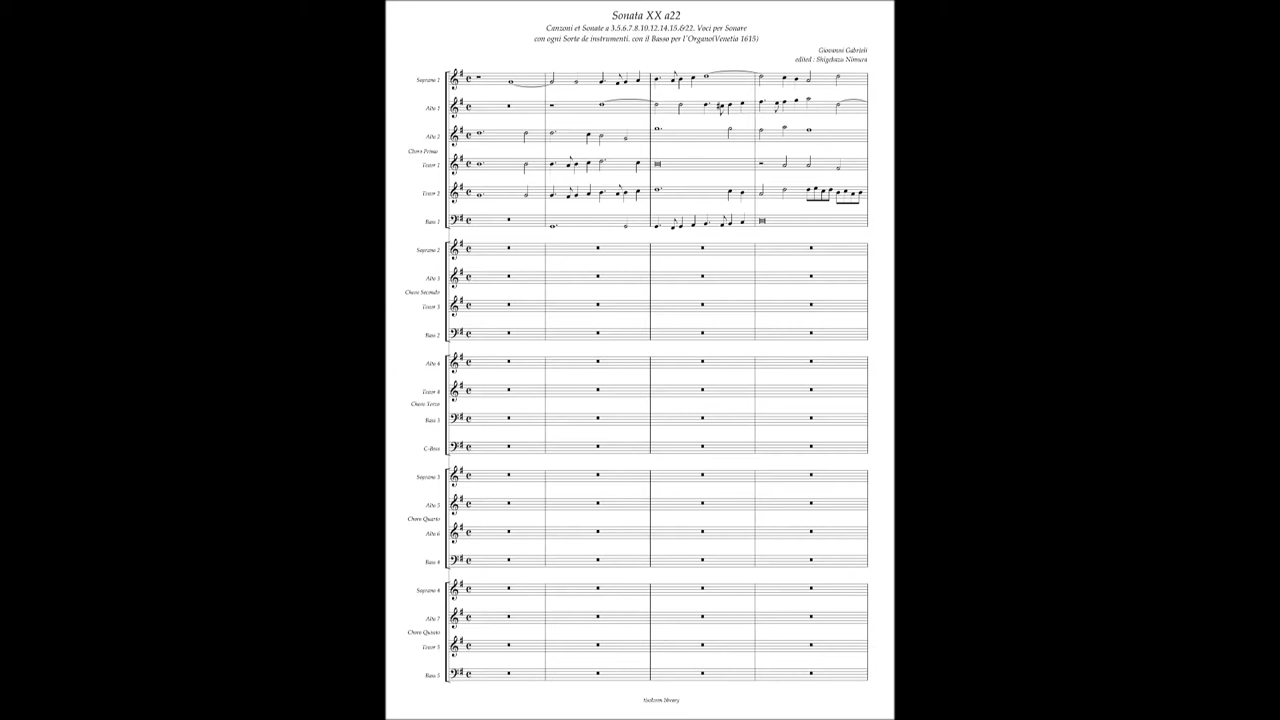 Sonata XX a22
Canzoni et Sonate a 3.5.6.7.8.10.12.14.15.&22. Voci per Sonare
con ogni Sorte de instrumenti. con il Basso per l'Organo(Venetia 1615)
Giovanni Gabrieli
edited : Shigekazu Nimura
Soprano 1
Alto 1
Alto 2
Choro Primo
Tenor 1
Tenor 2
Bass 1
Soprano 2
Alto 3
Choro Secondo
Tenor 3
Bass 2
Alto 4
Tenor 4
Choro Terzo
Bass 3
C-Bass
Soprano 3
Alto 5
Choro Quarto
Alto 6
Bass 4
Soprano 4
Alto 7
Choro Quinto
Tenor 5
Bass 5
library